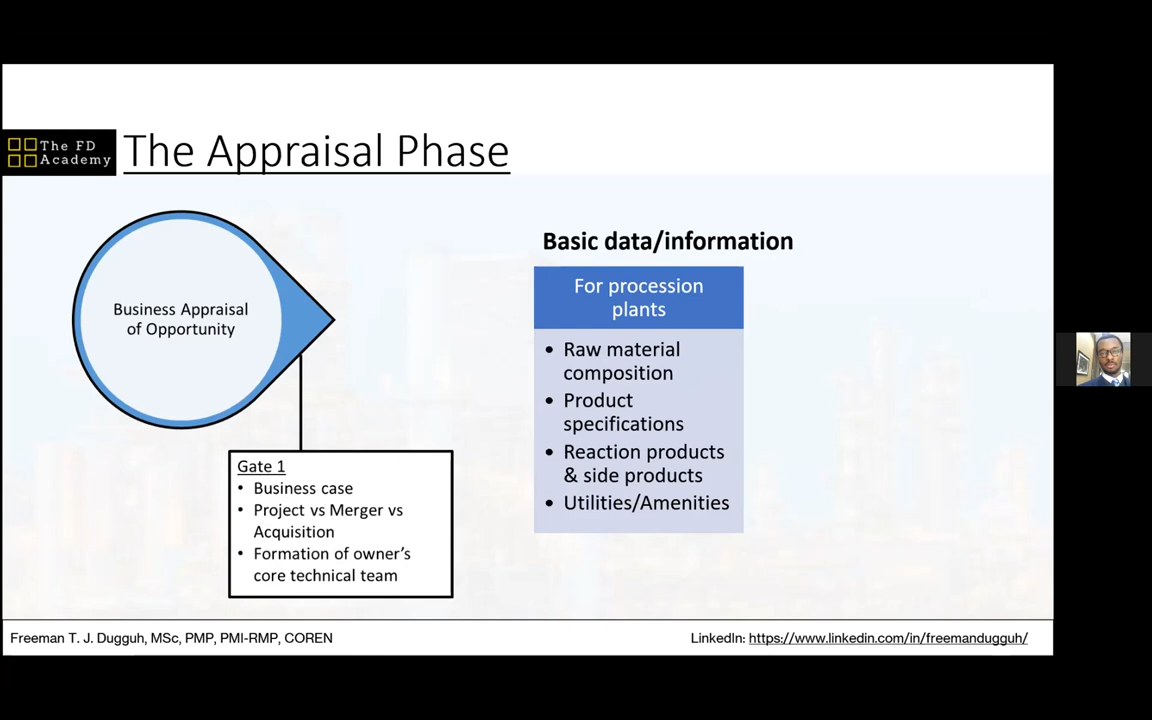 The FD
Academy
The Appraisal Phase
Business Appraisal
of Opportunity
Gate 1
• Business case
• Project vs Merger vs
Acquisition
• Formation of owner’s
core technical team
Basic data/information
For procession
plants
• Raw material
composition
• Product
specifications
• Reaction products
& side products
• Utilities/Amenities
Freeman T. J. Dugguh, MSc, PMP, PMI-RMP, COREN
LinkedIn: https://www.linkedin.com/in/freemandugguh/